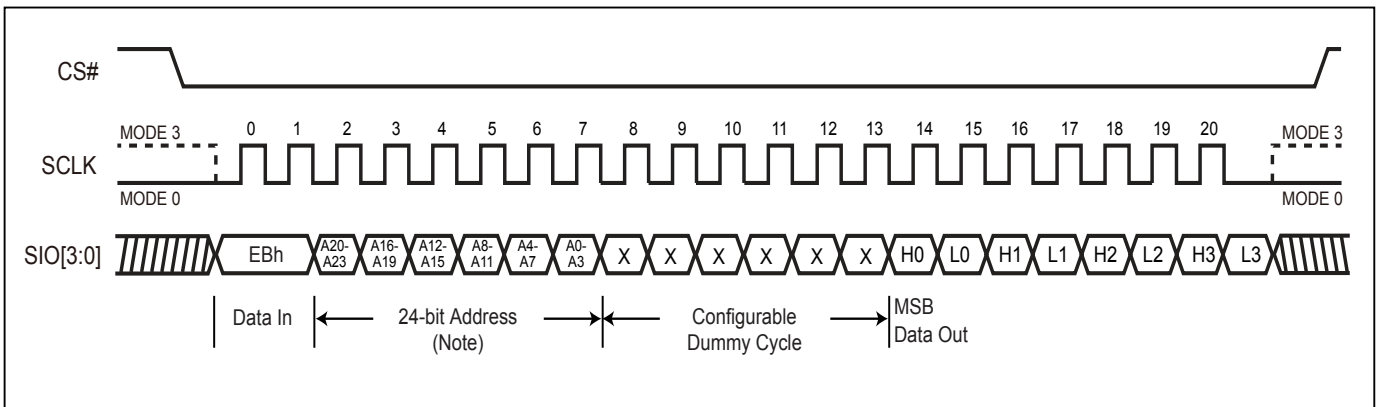 CS#
MODE 3 0 1 2 3 4 5 6 7 8 9 10 11 12 13 14 15 16 17 18 19 20 MODE 3
SCLK
MODE 0 MODE 0
SIO[3:0] EBh A20-A23 A16-A19 A12-A15 A8-A11 A4-A7 A0-A3 X X X X X X H0 L0 H1 L1 H2 L2 H3 L3
Data In 24-bit Address Configurable MSB
(Note) Dummy Cycle Data Out